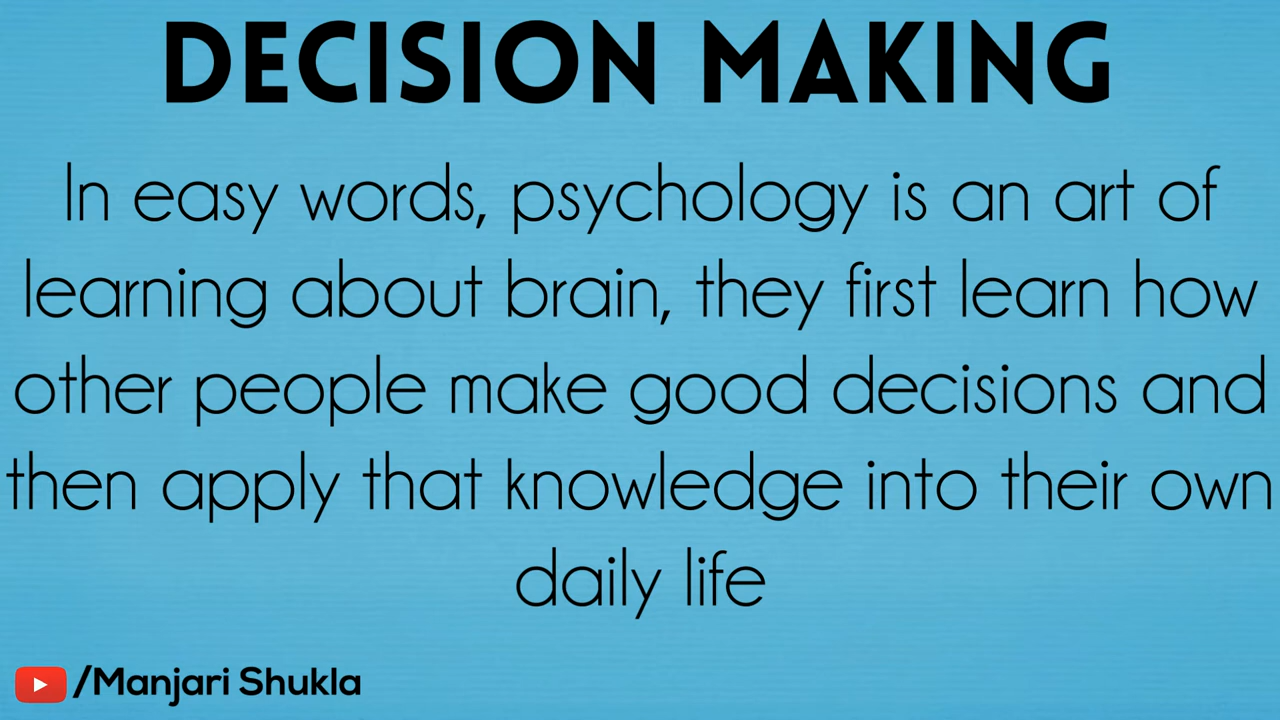 DECISION MAKING
In easy words, psychology is an art of
learning about brain, they first learn how
other people make good decisions and
then apply that knowledge into their own
daily life
/Manjari Shukla